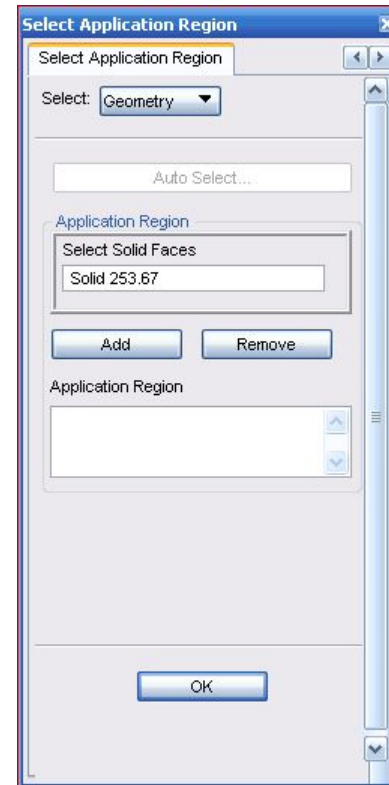 Select Application Region
Select Application Region
Select: Geometry
Auto Select...
Application Region
Select Solid Faces
Solid 253.67
Add Remove
Application Region
OK